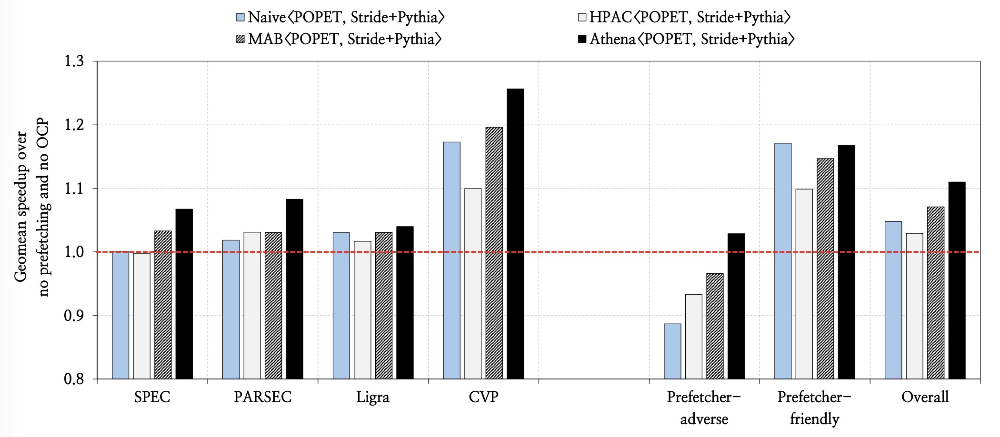 Naive〈POPET, Stride+Pythia〉
HPAC〈POPET, Stride+Pythia〉
MAB〈POPET, Stride+Pythia〉
Athena〈POPET, Stride+Pythia〉
Geomean speedup over
no prefetching and no OCP
1.3
1.2
1.1
1.0
0.9
0.8
SPEC
PARSEC
Ligra
CVP
Prefetcher-
adverse
Prefetcher-
friendly
Overall